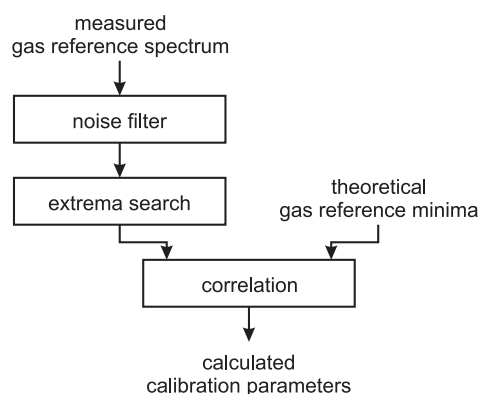 measured
gas reference spectrum
noise filter
extrema search
theoretical
gas reference minima
correlation
calculated
calibration parameters